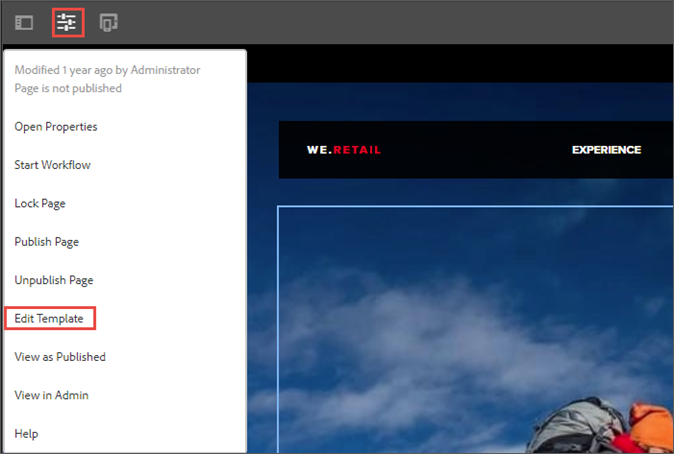 Modified 1 year ago by Administrator
Page is not published
Open Properties
Start Workflow
Lock Page
Publish Page
Unpublish Page
Edit Template
View as Published
View in Admin
Help
WE.RETAIL
EXPERIENCE